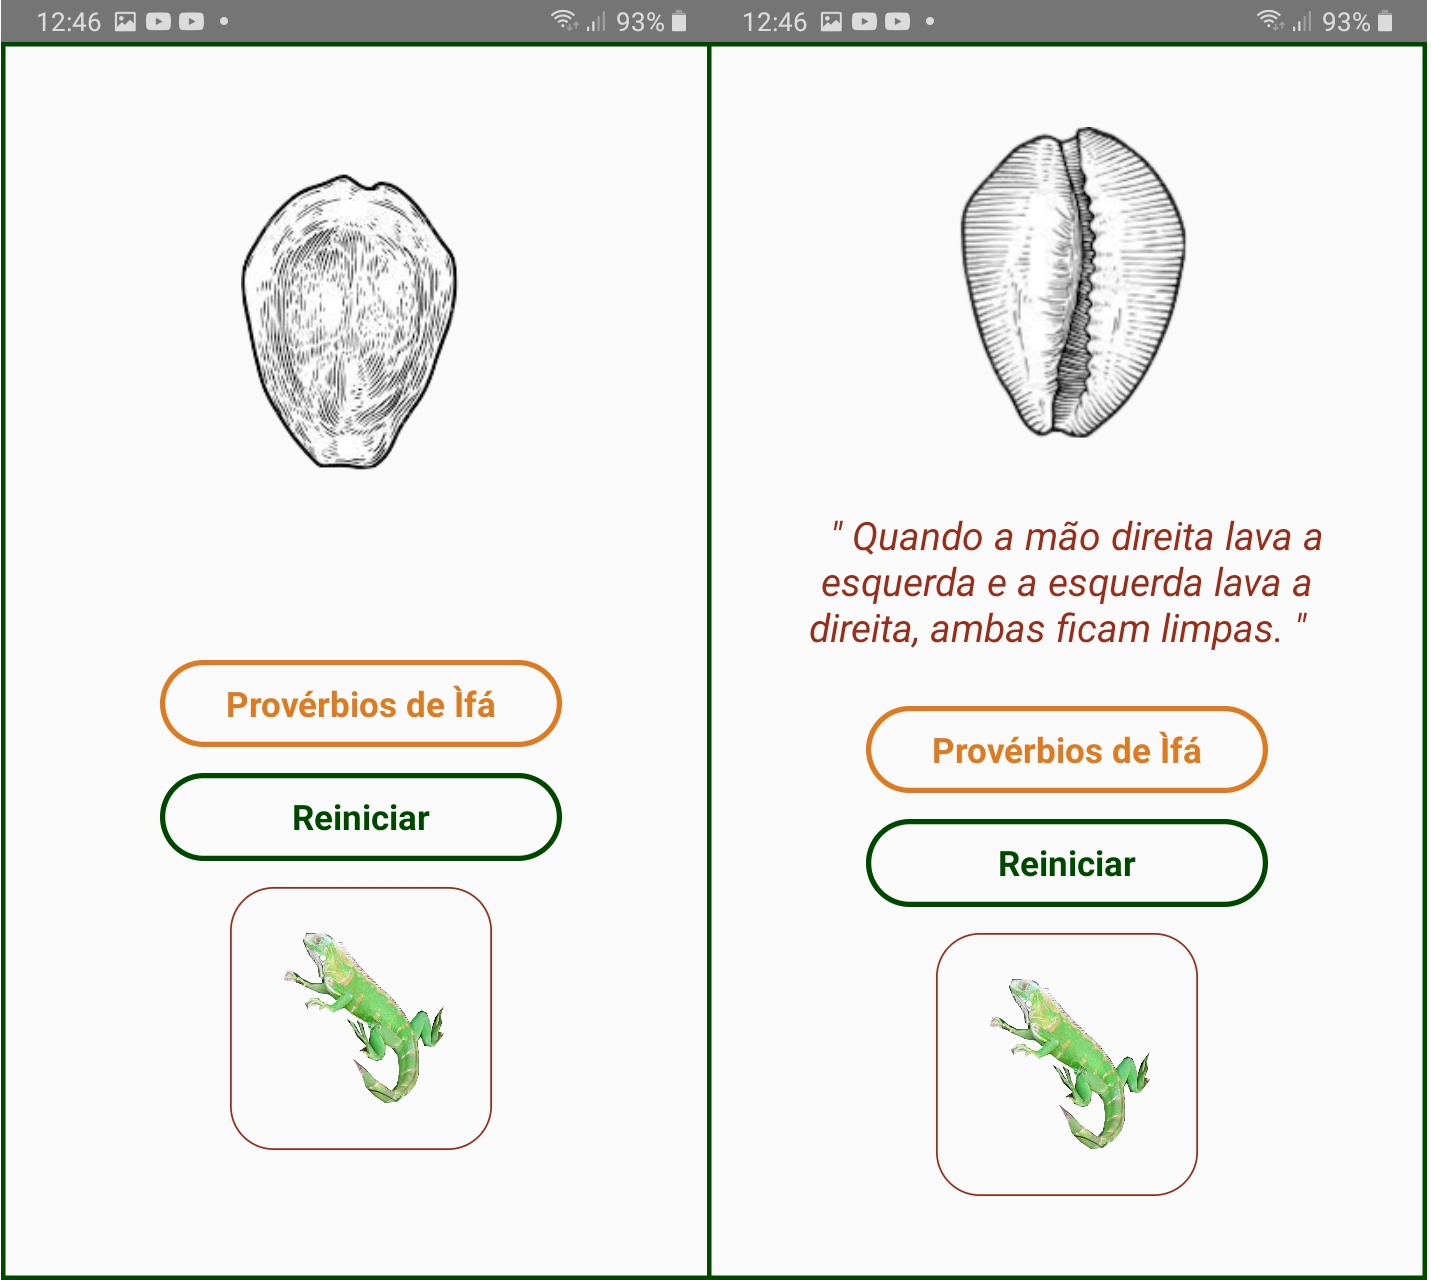 12:46
93%
Provérbios de Ìfá
Reiniciar
12:46
93%
" Quando a mão direita lava a
esquerda e a esquerda lava a
direita, ambas ficam limpas. "
Provérbios de Ìfá
Reiniciar